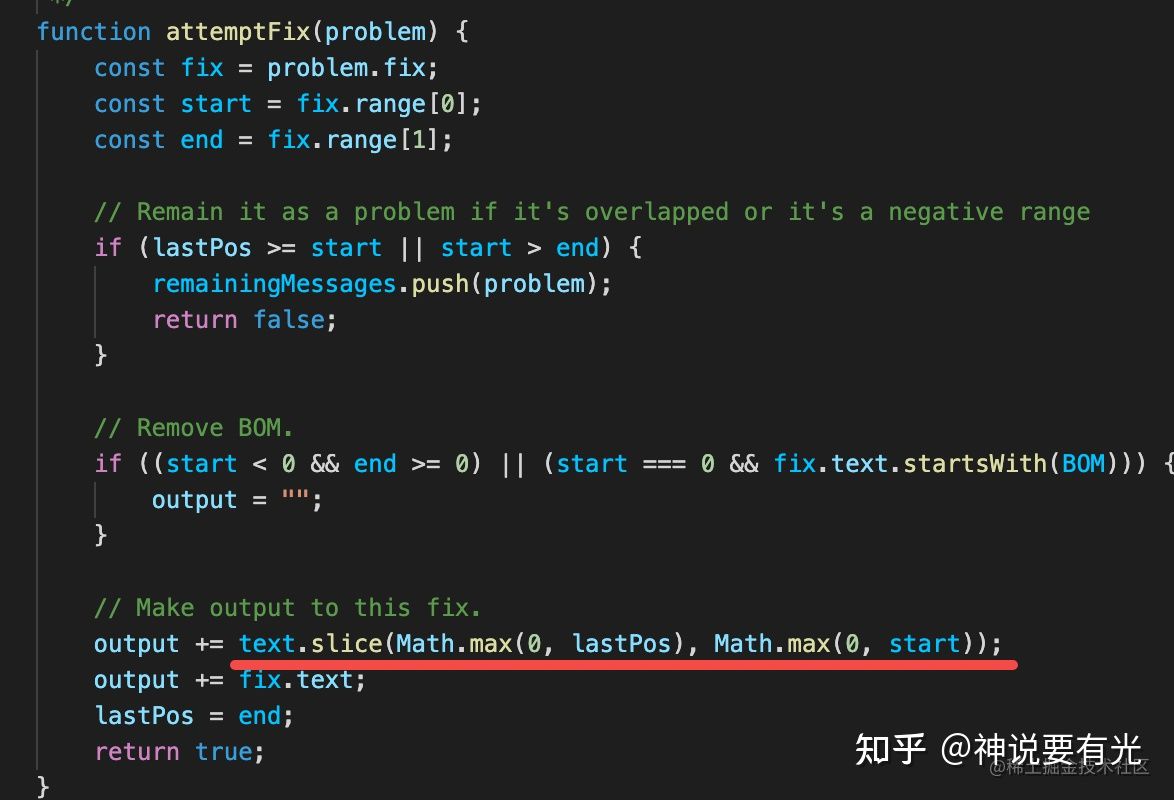 */
function attemptFix(problem) {
    const fix = problem.fix;
    const start = fix.range[0];
    const end = fix.range[1];

    // Remain it as a problem if it's overlapped or it's a negative range
    if (lastPos >= start || start > end) {
        remainingMessages.push(problem);
        return false;
    }

    // Remove BOM.
    if ((start < 0 && end >= 0) || (start === 0 && fix.text.startsWith(BOM))) {
        output = "";
    }

    // Make output to this fix.
    output += text.slice(Math.max(0, lastPos), Math.max(0, start));
    output += fix.text;
    lastPos = end;
    return true;
}
知乎 @神说要有光
@稀土掘金技术社区